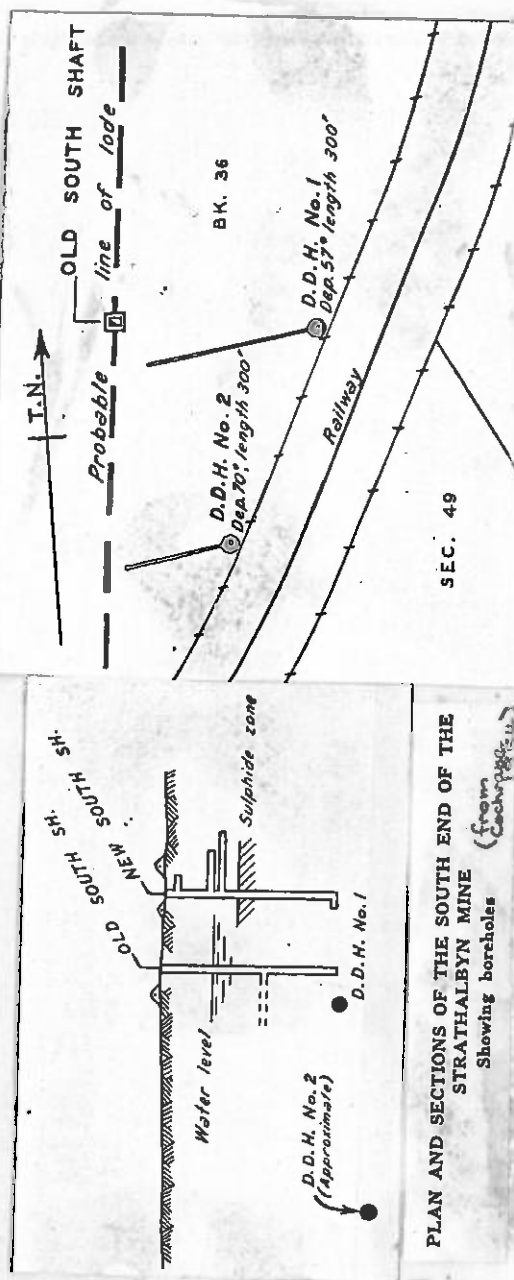 OLD SOUTH SHAFT
T.N.
Probable line of lode
BK. 36
D.D.H. No. 2
Dep. 70°, length 300'
D.D.H. No. 1
Dep. 57° length 300'
Railway
SEC. 49
OLD SOUTH SH.
NEW SOUTH SH.
Water level
Sulphide zone
D.D.H. No. 1
D.D.H. No. 2
(Approximate)
PLAN AND SECTIONS OF THE SOUTH END OF THE
STRATHALBYN MINE
Showing boreholes
(from